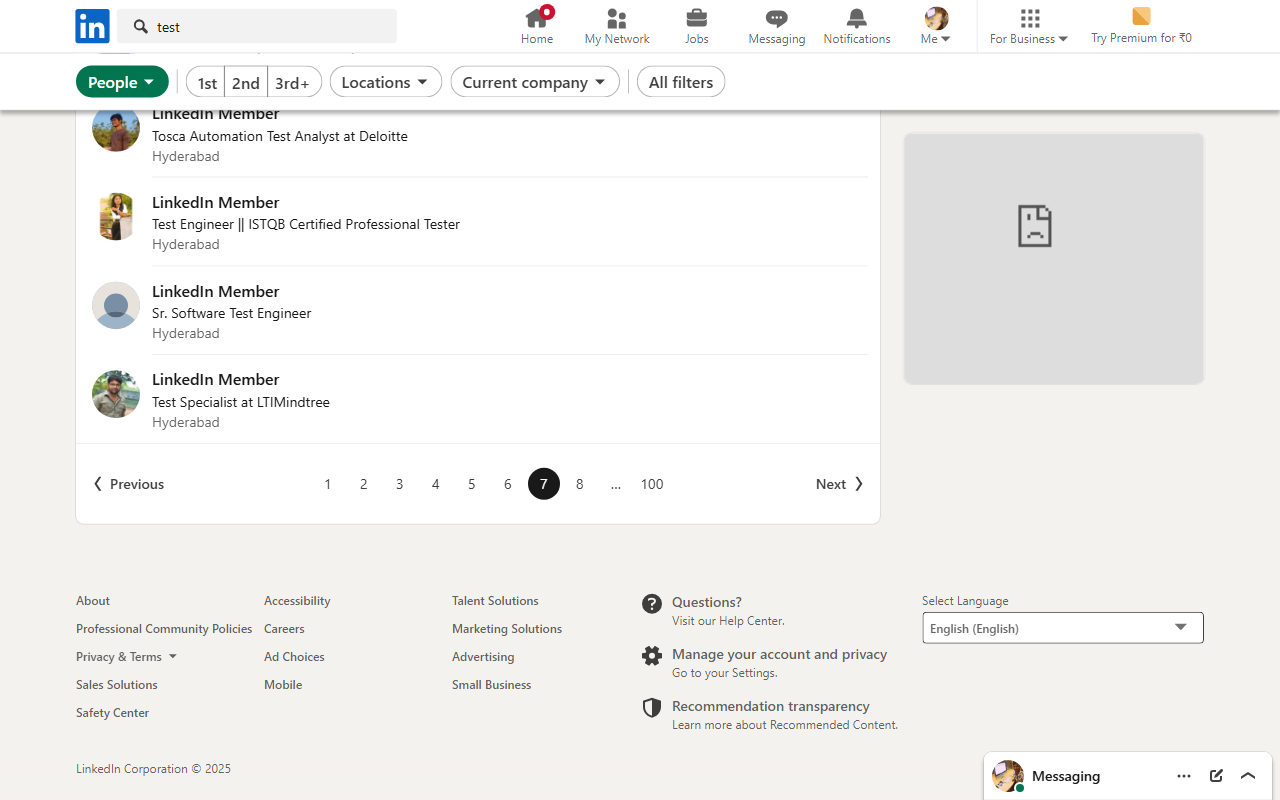 in
test
Home
My Network
Jobs
Messaging
Notifications
Me
For Business
Try Premium for ₹0
People
1st
2nd
3rd+
Locations
Current company
All filters
LinkedIn Member
Tosca Automation Test Analyst at Deloitte
Hyderabad
LinkedIn Member
Test Engineer || ISTQB Certified Professional Tester
Hyderabad
LinkedIn Member
Sr. Software Test Engineer
Hyderabad
LinkedIn Member
Test Specialist at LTIMindtree
Hyderabad
Previous 1 2 3 4 5 6 7 8 … 100 Next
About
Professional Community Policies
Privacy & Terms
Sales Solutions
Safety Center
Accessibility
Careers
Ad Choices
Mobile
Talent Solutions
Marketing Solutions
Advertising
Small Business
Questions?
Visit our Help Center.
Manage your account and privacy
Go to your Settings.
Recommendation transparency
Learn more about Recommended Content.
Select Language
English (English)
LinkedIn Corporation © 2025
Messaging